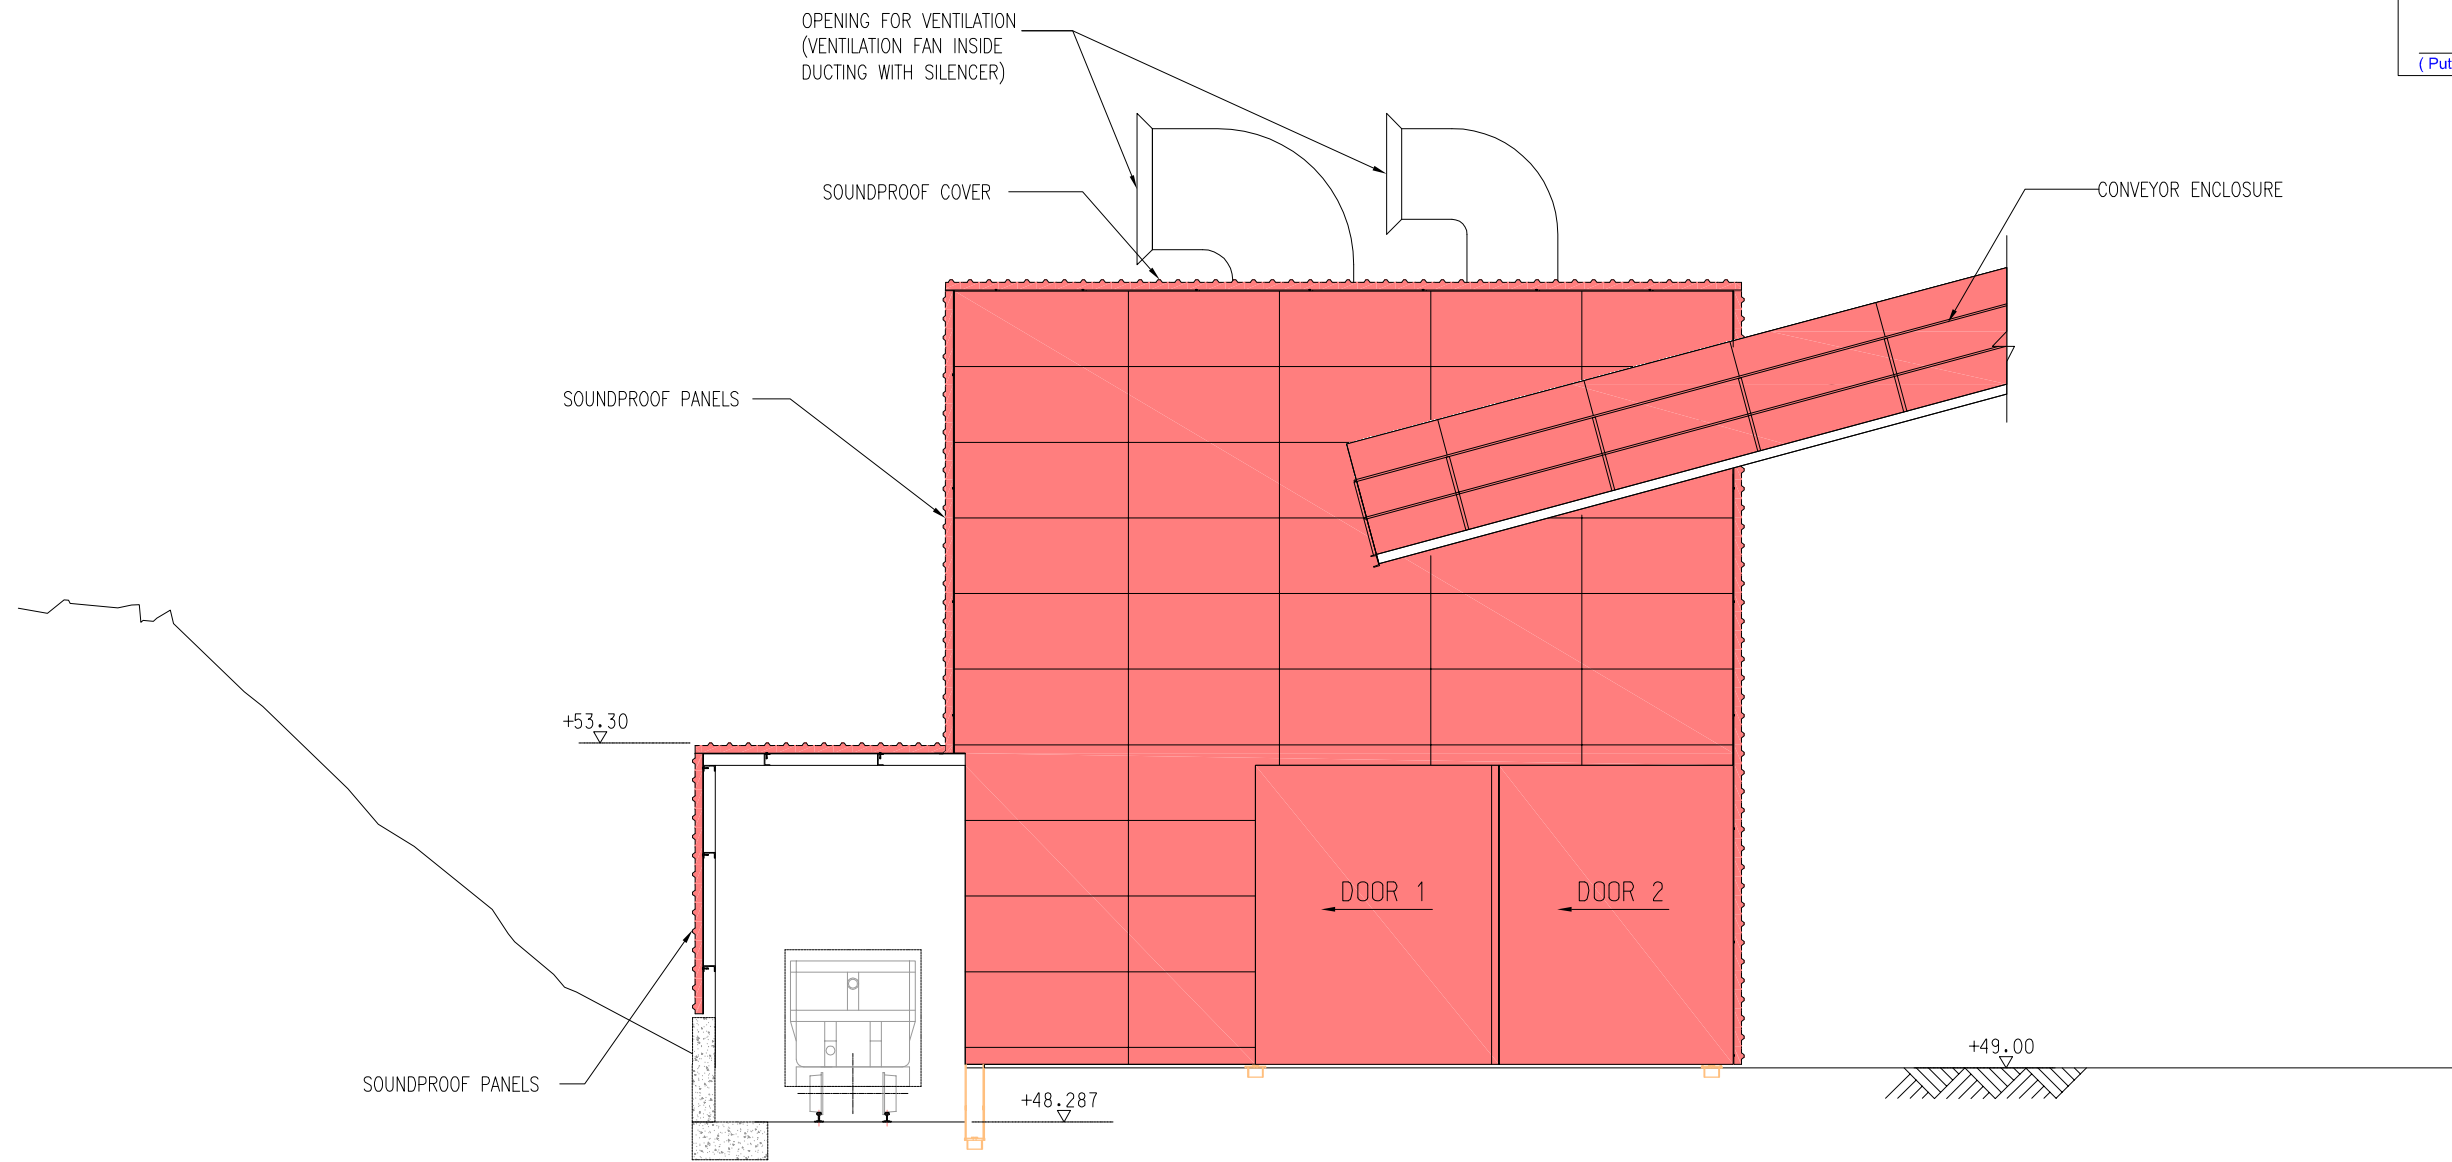 OPENING FOR VENTILATION
(VENTILATION FAN INSIDE
DUCTING WITH SILENCER)
( Put
SOUNDPROOF COVER
CONVEYOR ENCLOSURE
SOUNDPROOF PANELS
+53.30
DOOR 1
DOOR 2
+49.00
SOUNDPROOF PANELS
+48.287